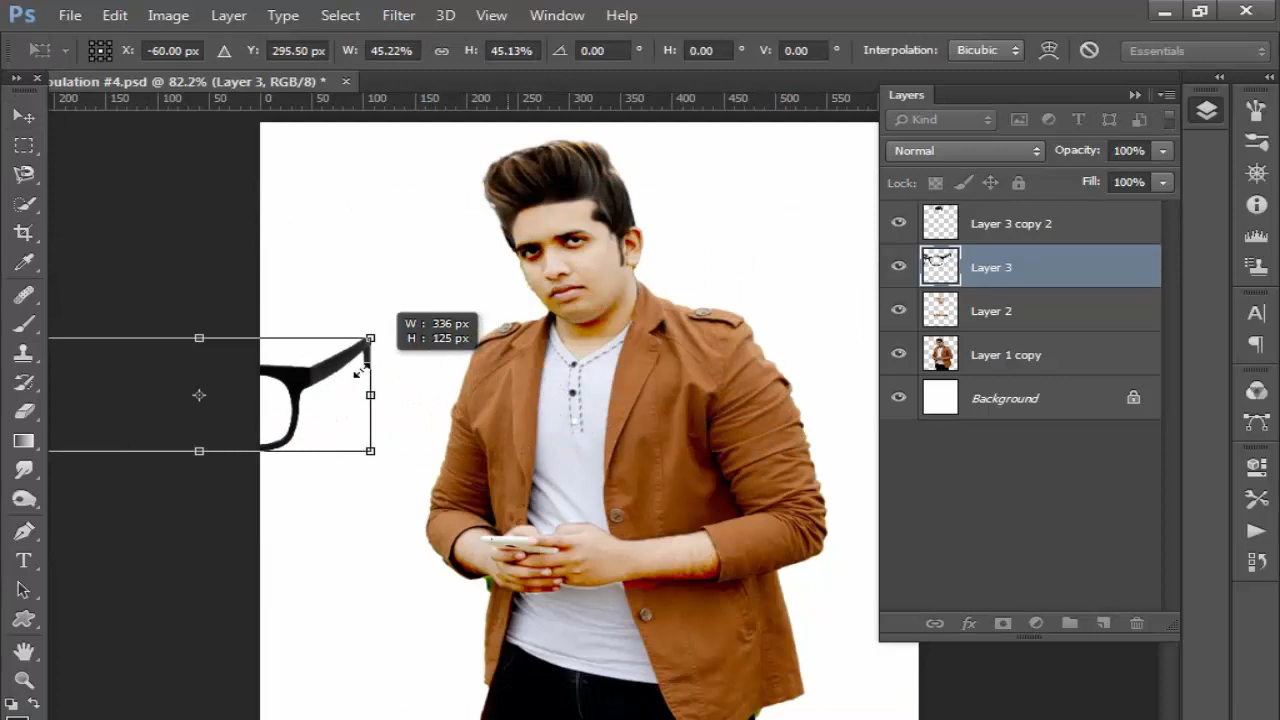 Ps File Edit Image Layer Type Select Filter 3D View Window Help
X: -60.00 px Y: 295.50 px W: 45.22% H: 45.13% 0.00 ° H: 0.00 ° V: 0.00 ° Interpolation: Bicubic Essentials
pulation #4.psd @ 82.2% (Layer 3, RGB/8) * ×
200 150 100 50 0 50 100 150 200 250 300 350 400 450 500 550
Layers
Kind
Normal Opacity: 100%
Lock: Fill: 100%
Layer 3 copy 2
Layer 3
Layer 2
Layer 1 copy
Background
W : 336 px
H : 125 px